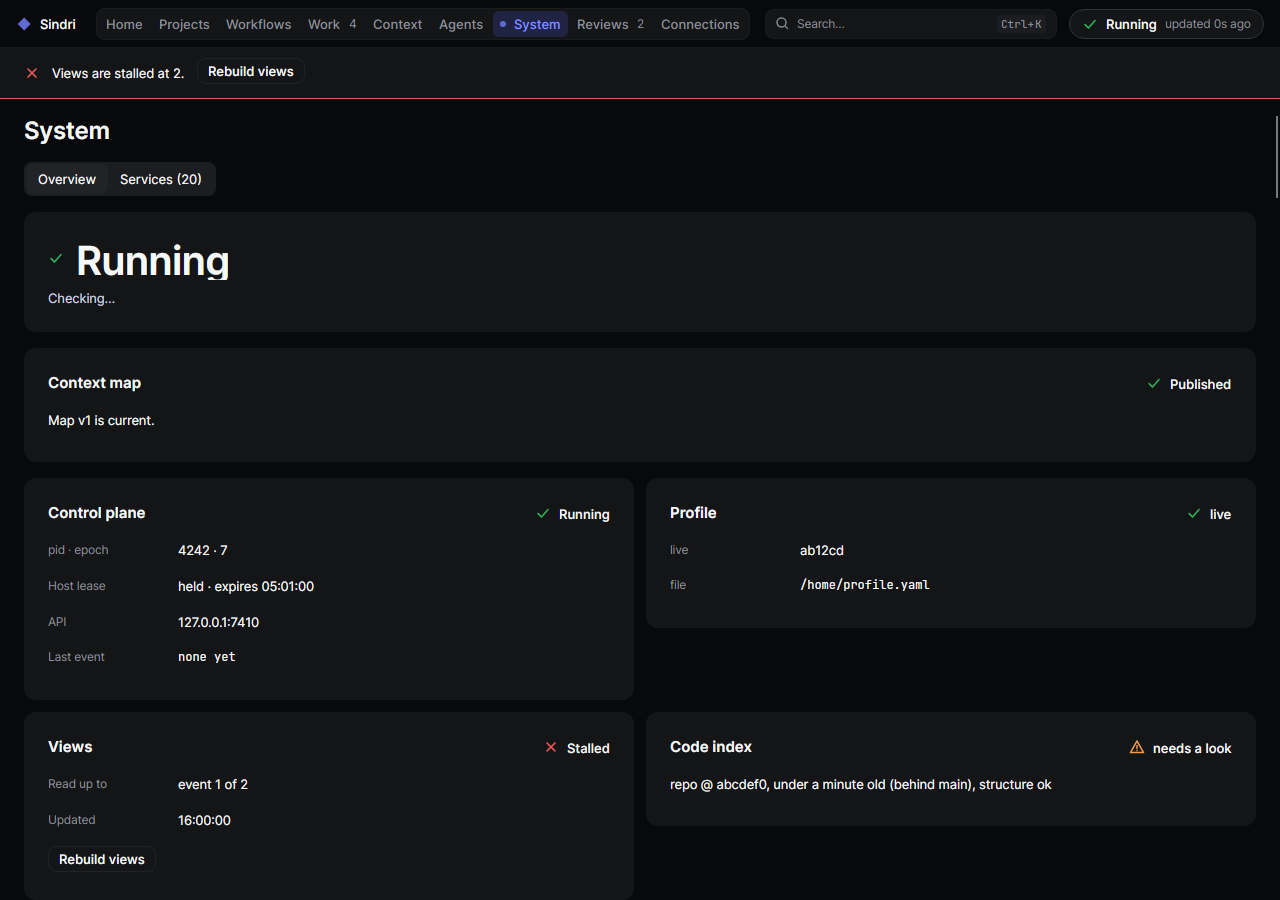 Sindri
Home Projects Workflows Work 4 Context Agents System Reviews 2 Connections
Search... Ctrl+K
Running updated 0s ago
Views are stalled at 2. Rebuild views
System
Overview Services (20)
Running
Checking...
Context map Published
Map v1 is current.
Control plane Running
pid · epoch 4242 · 7
Host lease held · expires 05:01:00
API 127.0.0.1:7410
Last event none yet
Profile live
live ab12cd
file /home/profile.yaml
Views Stalled
Read up to event 1 of 2
Updated 16:00:00
Rebuild views
Code index needs a look
repo @ abcdef0, under a minute old (behind main), structure ok